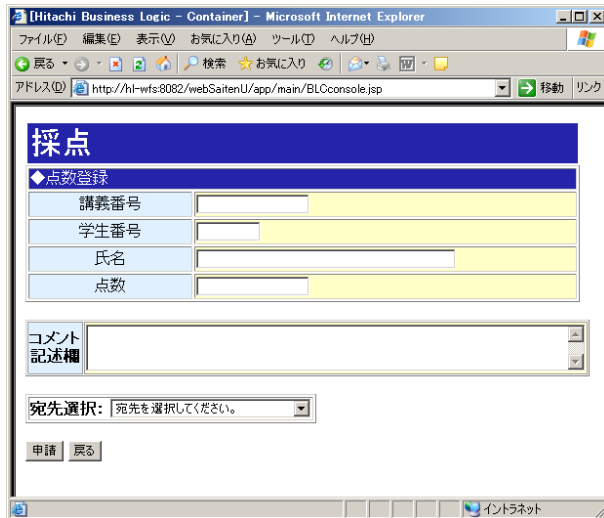 [Hitachi Business Logic - Container] - Microsoft Internet Explorer
ファイル(F) 編集(E) 表示(V) お気に入り(A) ツール(T) ヘルプ(H)
戻る 検索 お気に入り
アドレス(D) http://hl-wfs:8082/webSaitenU/app/main/BLCconsole.jsp 移動 リンク
採点
◆点数登録
講義番号
学生番号
氏名
点数
コメント
記述欄
宛先選択: 宛先を選択してください。
申請 戻る
イントラネット